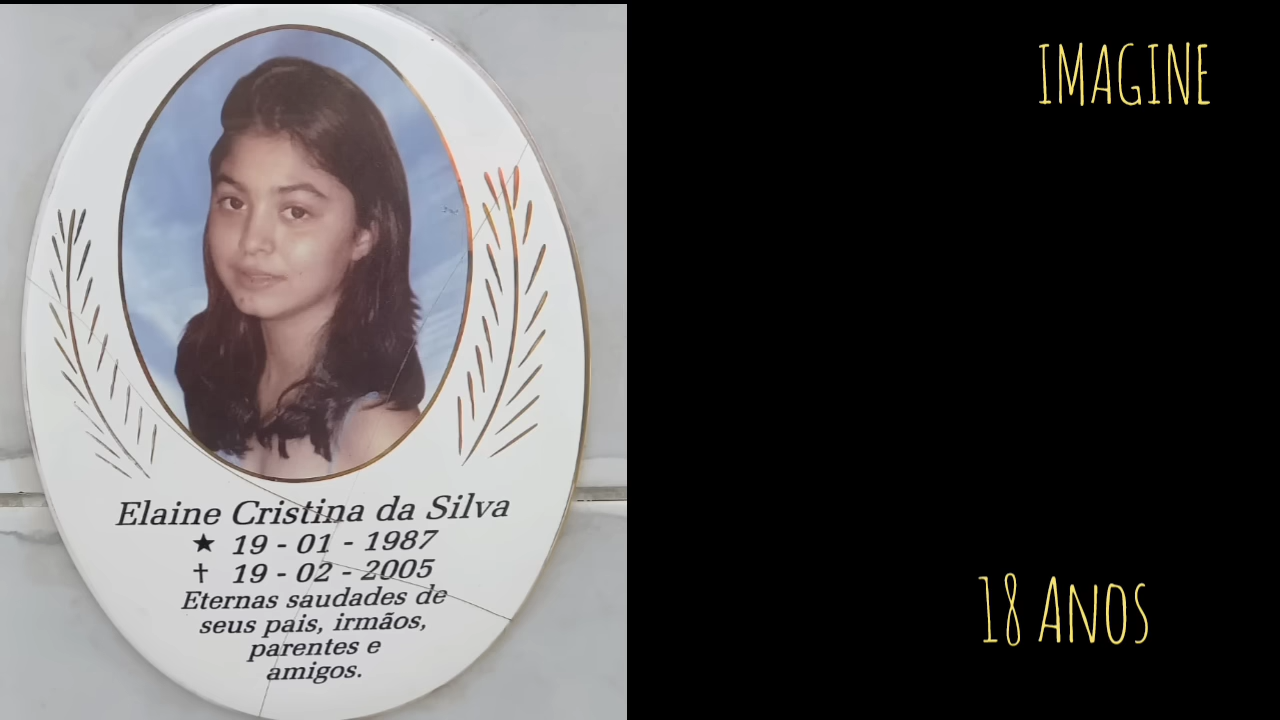 Elaine Cristina da Silva
★ 19 - 01 - 1987
✝ 19 - 02 - 2005
Eternas saudades de
seus pais, irmãos,
parentes e
amigos.
IMAGINE
18 ANOS